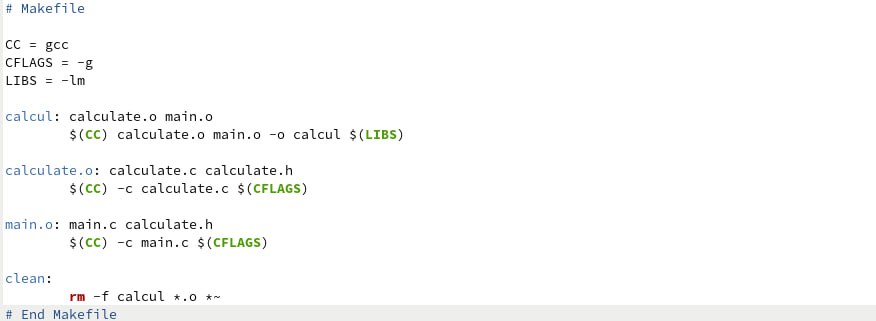 # Makefile
CC = gcc
CFLAGS = -g
LIBS = -lm
calcul: calculate.o main.o
$(CC) calculate.o main.o -o calcul $(LIBS)
calculate.o: calculate.c calculate.h
$(CC) -c calculate.c $(CFLAGS)
main.o: main.c calculate.h
$(CC) -c main.c $(CFLAGS)
clean:
rm -f calcul *.o *~
# End Makefile